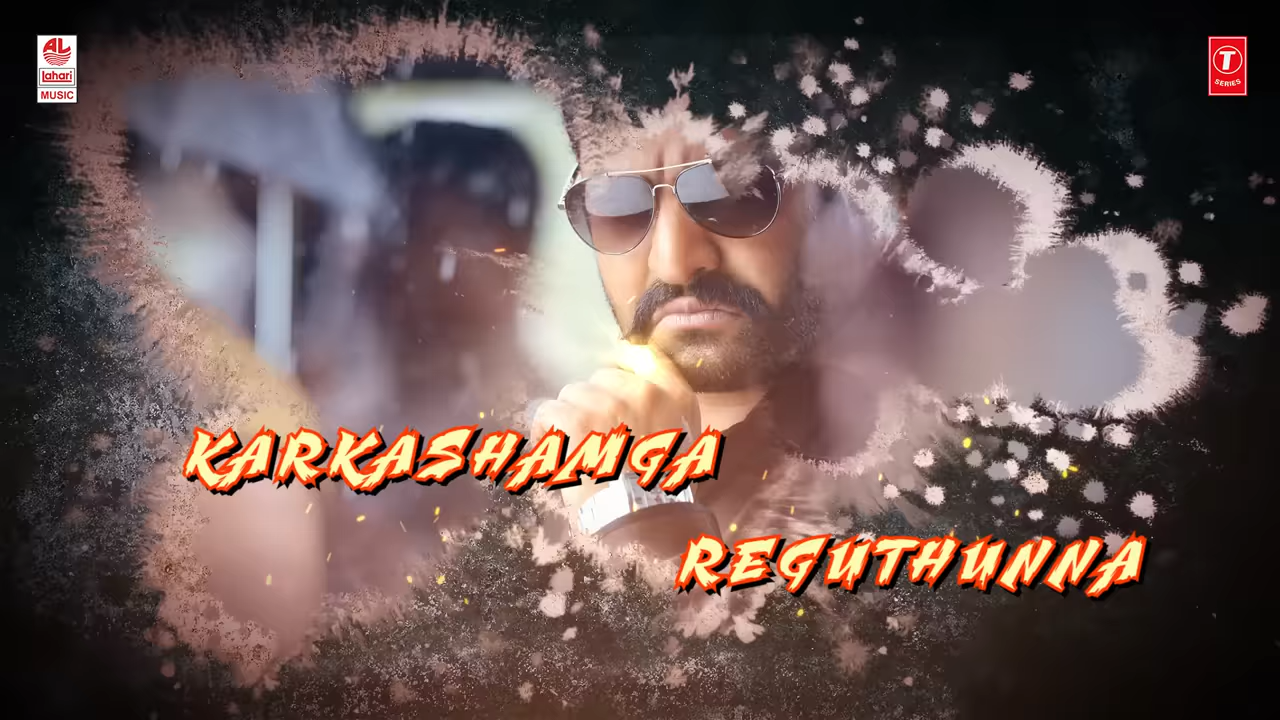 AL
Lahari
MUSIC
T
SERIES
KARKASHAMGA
REGUTHUNNA